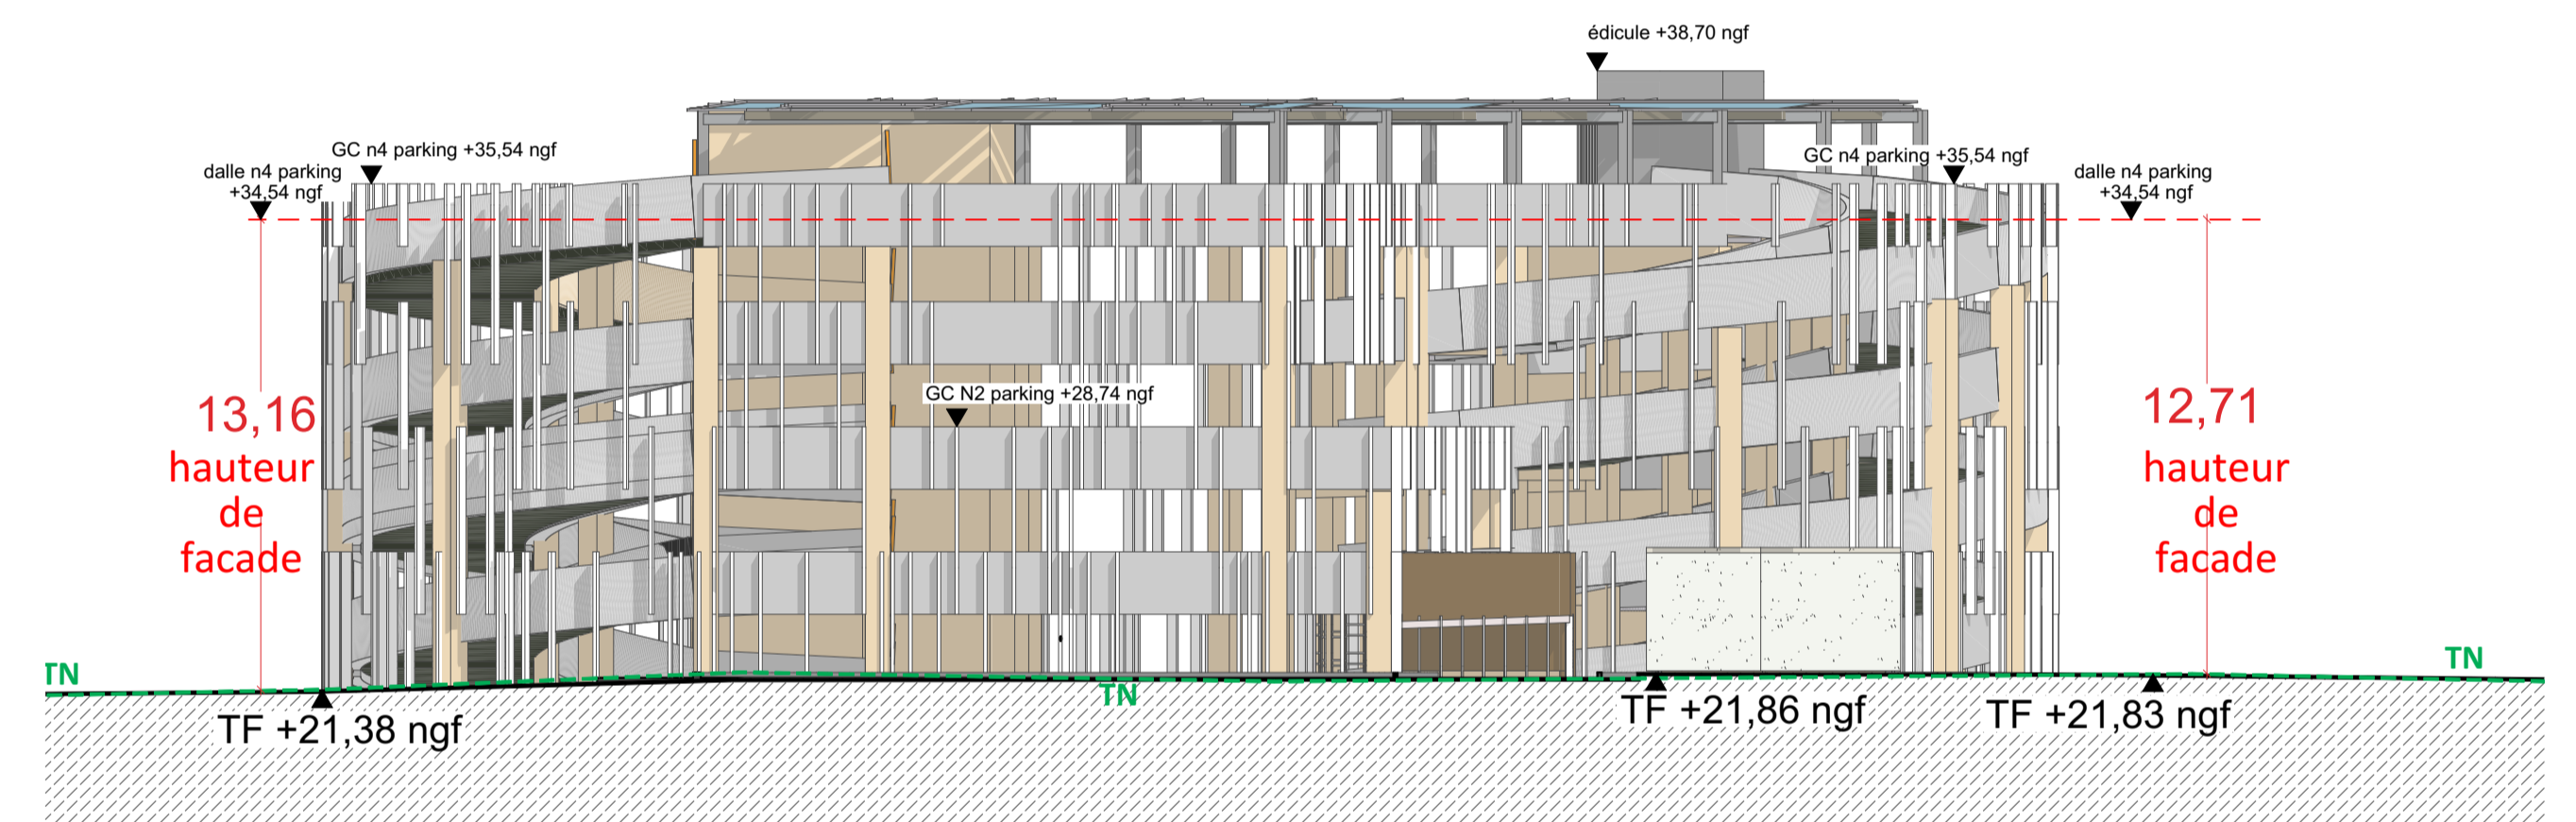 édicule +38,70 ngf
GC n4 parking +35,54 ngf
dalle n4 parking
+34,54 ngf
GC n4 parking +35,54 ngf
dalle n4 parking
+34,54 ngf
GC N2 parking +28,74 ngf
13,16
hauteur
de
facade
12,71
hauteur
de
facade
TN
TN
TN
TF +21,38 ngf
TF +21,86 ngf
TF +21,83 ngf